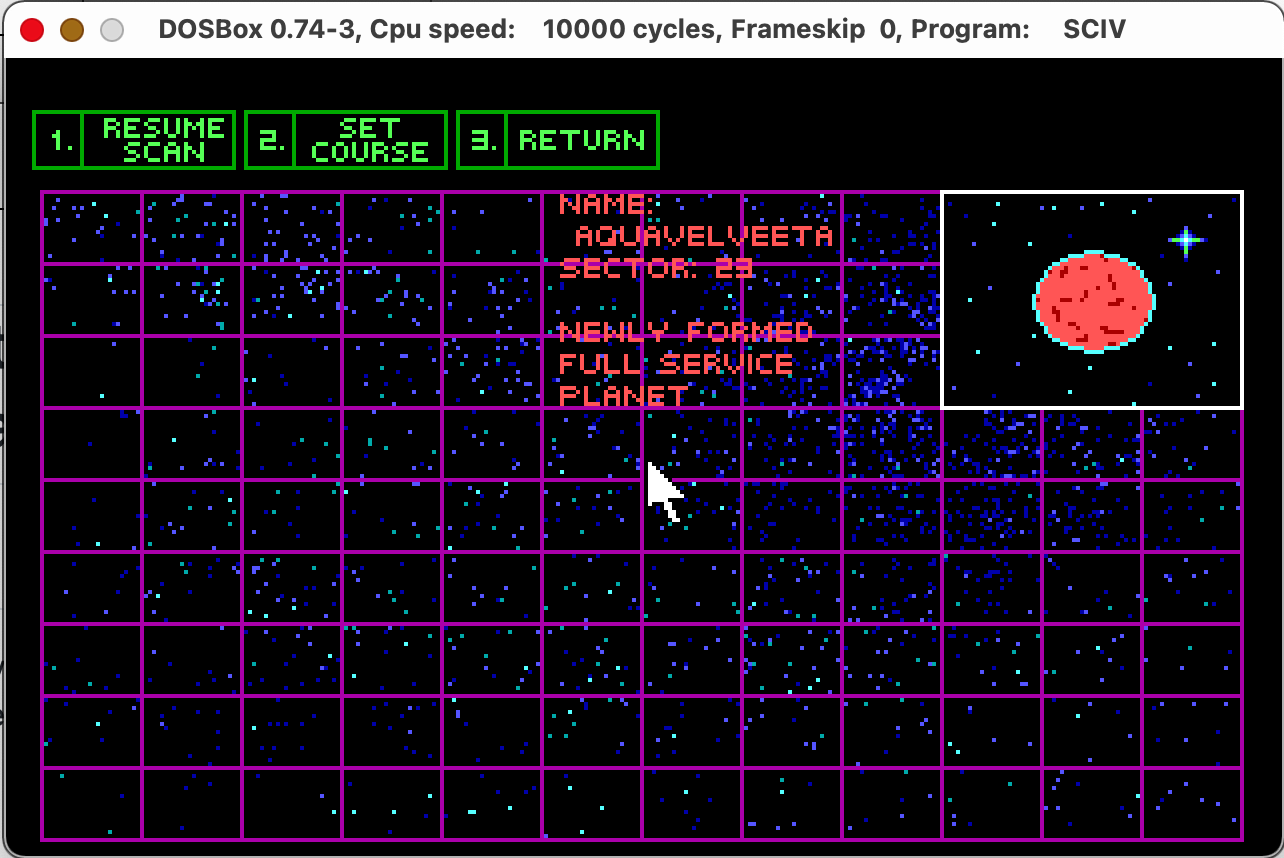 DOSBox 0.74-3, Cpu speed: 10000 cycles, Frameskip 0, Program: SCIV
1. RESUME SCAN
2. SET COURSE
3. RETURN
NAME:
AQUAVELVEETA
SECTOR: 23
NEWLY FORMED
FULL SERVICE
PLANET